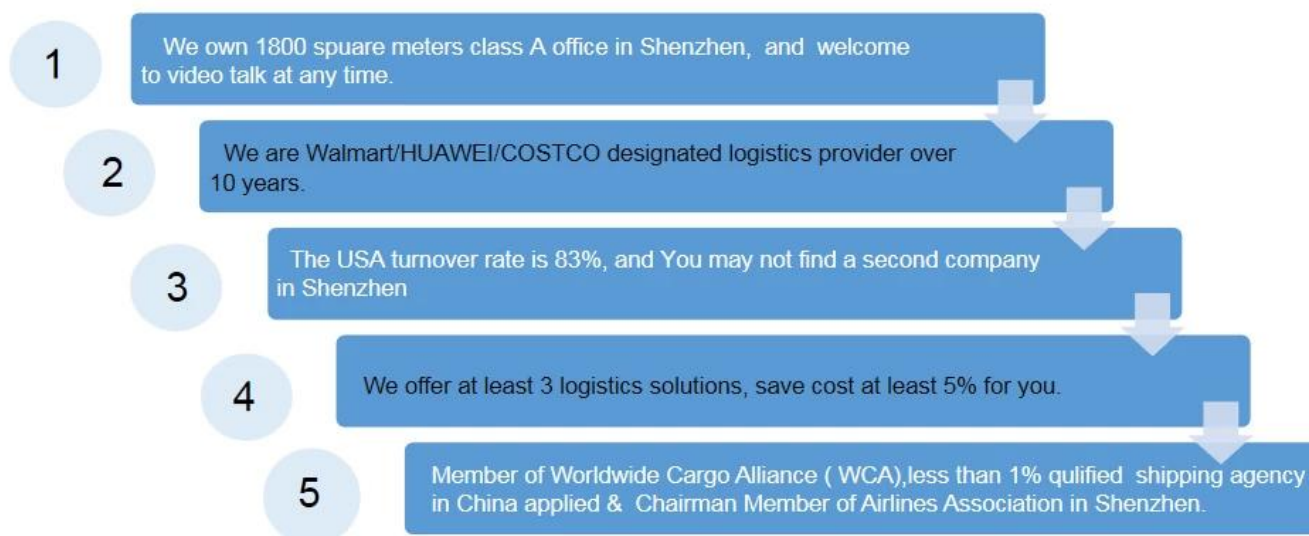 1
We own 1800 spuare meters class A office in Shenzhen, and welcome
to video talk at any time.
2
We are Walmart/HUAWEI/COSTCO designated logistics provider over
10 years.
3
The USA turnover rate is 83%, and You may not find a second company
in Shenzhen
4
We offer at least 3 logistics solutions, save cost at least 5% for you.
5
Member of Worldwide Cargo Alliance ( WCA),less than 1% qulified shipping agency
in China applied & Chairman Member of Airlines Association in Shenzhen.